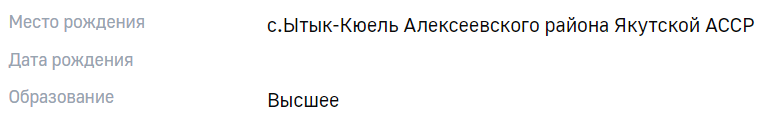 Место рождения с.Ытык-Кюель Алексеевского района Якутской АССР
Дата рождения
Образование Высшее